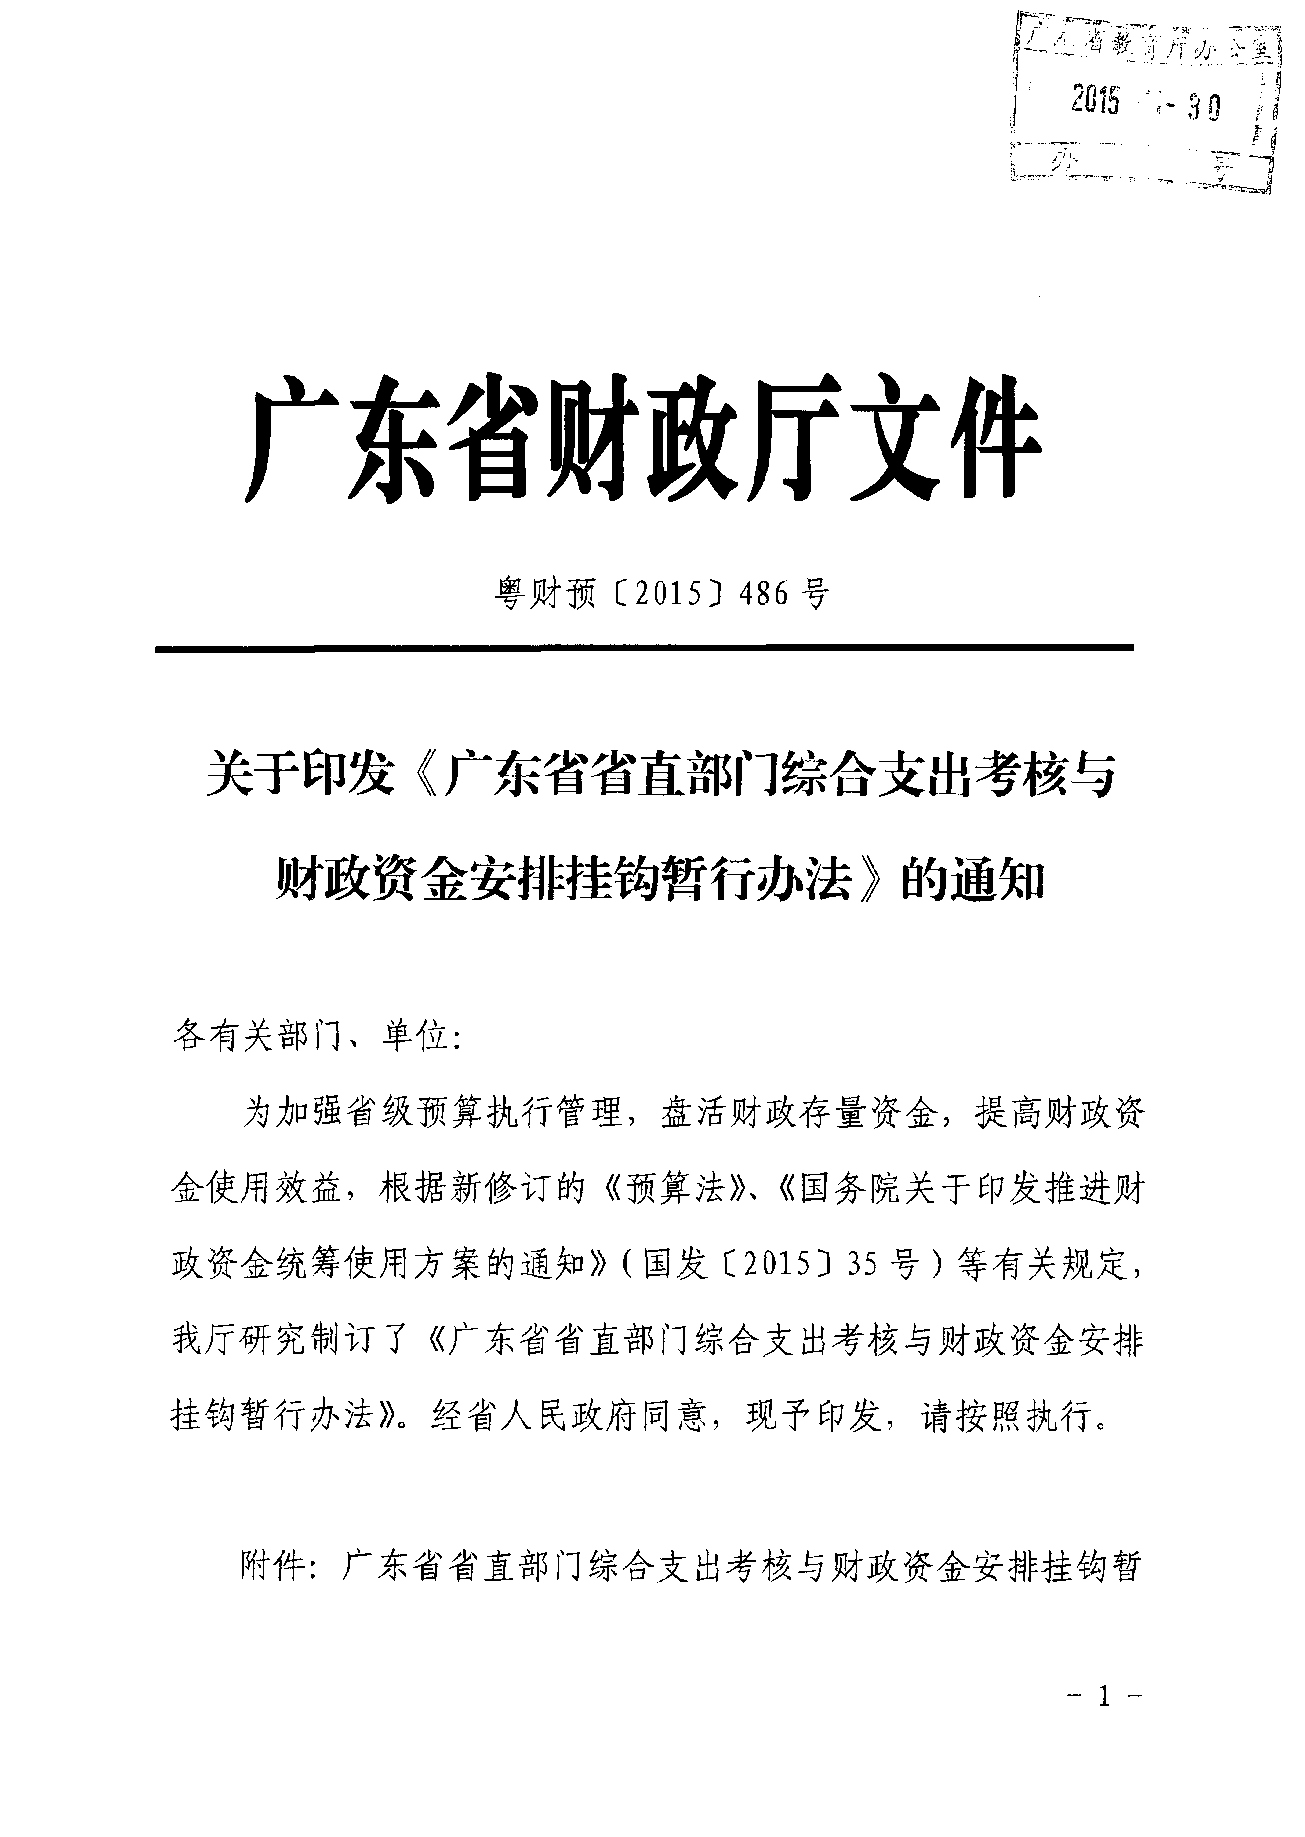 广东省教育厅办公室
2015 - 30
办 号
广东省财政厅文件
粤财预〔2015〕486号
关于印发《广东省省直部门综合支出考核与
财政资金安排挂钩暂行办法》的通知
各有关部门、单位：
为加强省级预算执行管理，盘活财政存量资金，提高财政资
金使用效益，根据新修订的《预算法》、《国务院关于印发推进财
政资金统筹使用方案的通知》（国发〔2015〕35号）等有关规定，
我厅研究制订了《广东省省直部门综合支出考核与财政资金安排
挂钩暂行办法》。经省人民政府同意，现予印发，请按照执行。
附件：广东省省直部门综合支出考核与财政资金安排挂钩暂
- 1 -